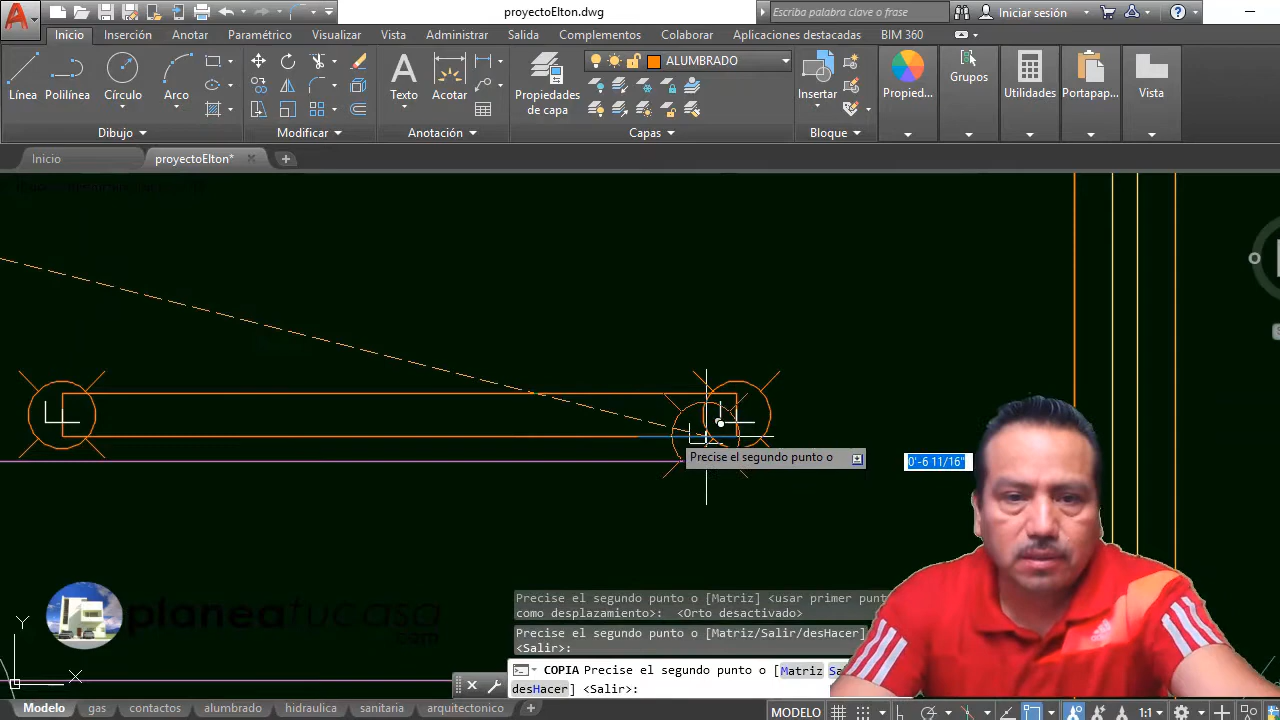 proyectoElton.dwg
Escriba palabra clave o frase
Iniciar sesión
Inicio Inserción Anotar Paramétrico Visualizar Vista Administrar Salida Complementos Colaborar Aplicaciones destacadas BIM 360
ALUMBRADO
Línea Polilínea Círculo Arco
Texto Acotar
Propiedades
de capa
Insertar
Propied...
Grupos
Utilidades
Portapap...
Vista
Dibujo Modificar Anotación Capas Bloque
Inicio proyectoElton*
Precise el segundo punto o
0'-6 11/16"
planeatucasa
.com
Y
X
Precise el segundo punto o [Matriz] <usar primer punt
como desplazamiento>: <Orto desactivado>
Precise el segundo punto o [Matriz/Salir/desHacer]
<Salir>:
COPIA Precise el segundo punto o [Matriz Sa
desHacer] <Salir>:
Modelo gas contactos alumbrado hidraulica sanitaria arquitectonico
MODELO
1:1